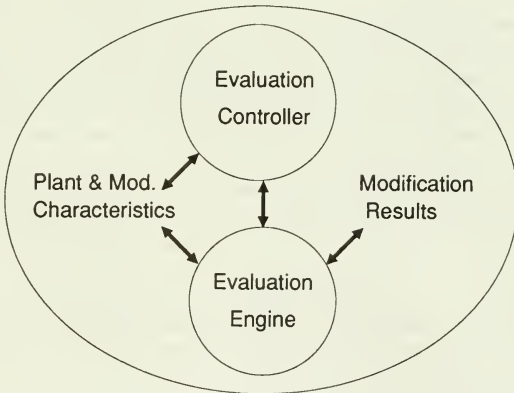 Evaluation
Controller
Plant & Mod.
Characteristics
Modification
Results
Evaluation
Engine